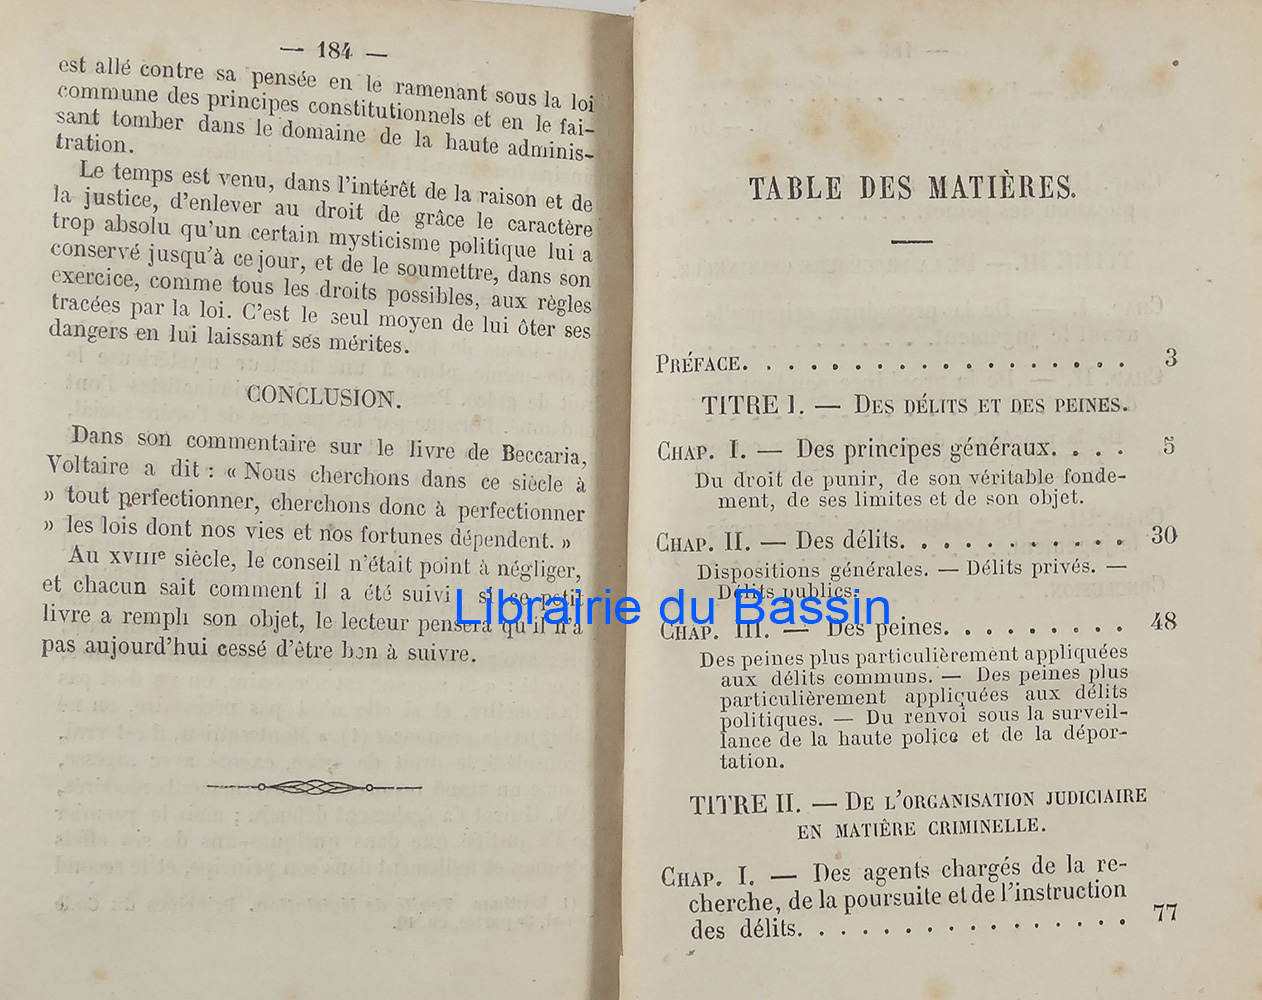 — 184 —
est allé contre sa pensée en le ramenant sous la loi
commune des principes constitutionnels et en le fai-
sant tomber dans le domaine de la haute adminis-
tration.
Le temps est venu, dans l'intérêt de la raison et de
la justice, d'enlever au droit de grâce le caractère
trop absolu qu'un certain mysticisme politique lui a
conservé jusqu'à ce jour, et de le soumettre, dans son
exercice, comme tous les droits possibles, aux règles
tracées par la loi. C'est le seul moyen de lui ôter ses
dangers en lui laissant ses mérites.
CONCLUSION.
Dans son commentaire sur le livre de Beccaria,
Voltaire a dit : « Nous cherchons dans ce siècle à
» tout perfectionner, cherchons donc à perfectionner
» les lois dont nos vies et nos fortunes dépendent. »
Au XVIIIe siècle, le conseil n'était point à négliger,
et chacun sait comment il a été suivi si ce petit
livre a rempli son objet, le lecteur pensera qu'il n'a
pas aujourd'hui cessé d'être bon à suivre.
TABLE DES MATIÈRES.
PRÉFACE. . . . . . . . . . . . . . . . . . 3
TITRE I. — DES DÉLITS ET DES PEINES.
CHAP. I. — Des principes généraux. . . . 5
Du droit de punir, de son véritable fonde-
ment, de ses limites et de son objet.
CHAP. II. — Des délits. . . . . . . . . . . 30
Dispositions générales. — Délits privés. —
Délits publics.
CHAP. III. — Des peines. . . . . . . . . 48
Des peines plus particulièrement appliquées
aux délits communs. — Des peines plus
particulièrement appliquées aux délits
politiques. — Du renvoi sous la surveil-
lance de la haute police et de la dépor-
tation.
TITRE II. — DE L'ORGANISATION JUDICIAIRE
EN MATIÈRE CRIMINELLE.
CHAP. I. — Des agents chargés de la re-
cherche, de la poursuite et de l'instruction
des délits. . . . . . . . . . . . . . . . 77
Librairie du Bassin